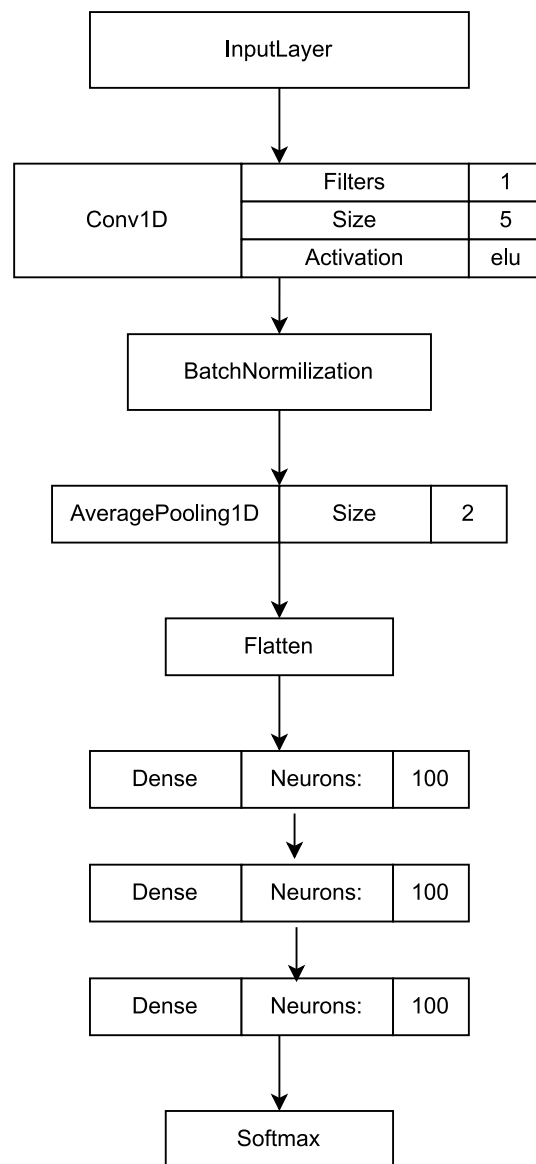 InputLayer
Conv1D
Filters 1
Size 5
Activation elu
BatchNormilization
AveragePooling1D Size 2
Flatten
Dense Neurons: 100
Dense Neurons: 100
Dense Neurons: 100
Softmax